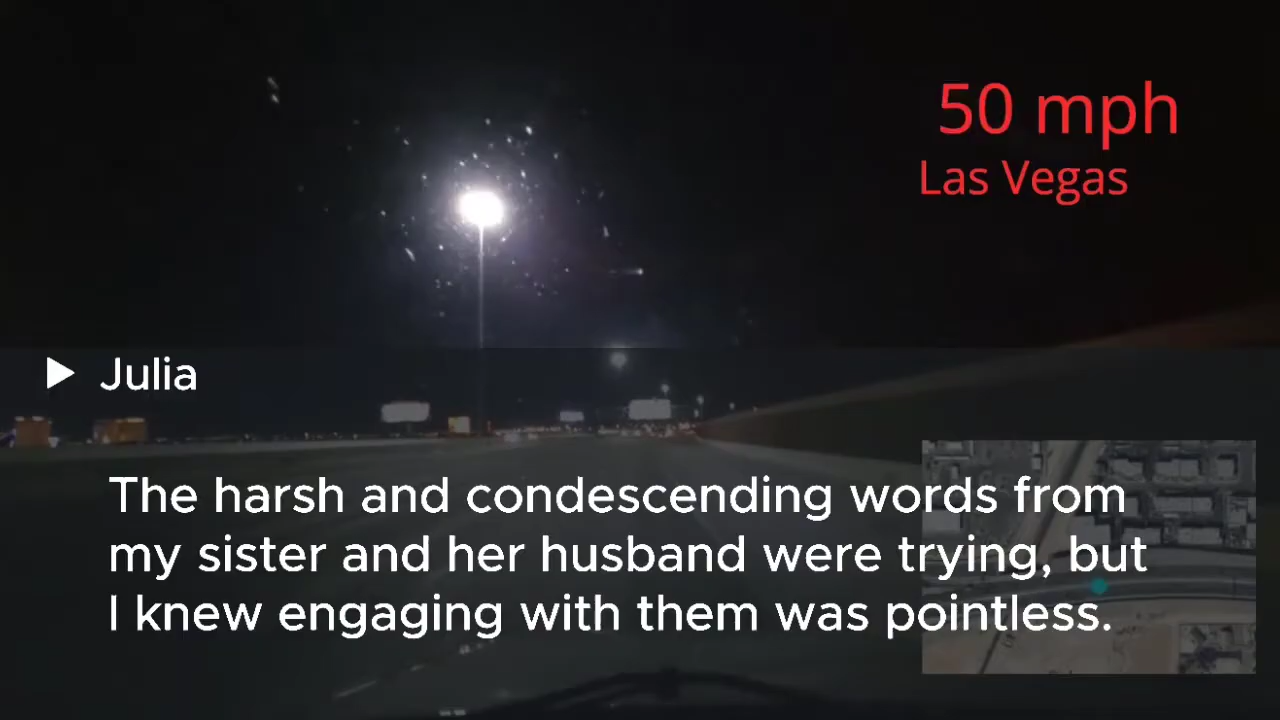 50 mph
Las Vegas
Julia
The harsh and condescending words from
my sister and her husband were trying, but
I knew engaging with them was pointless.